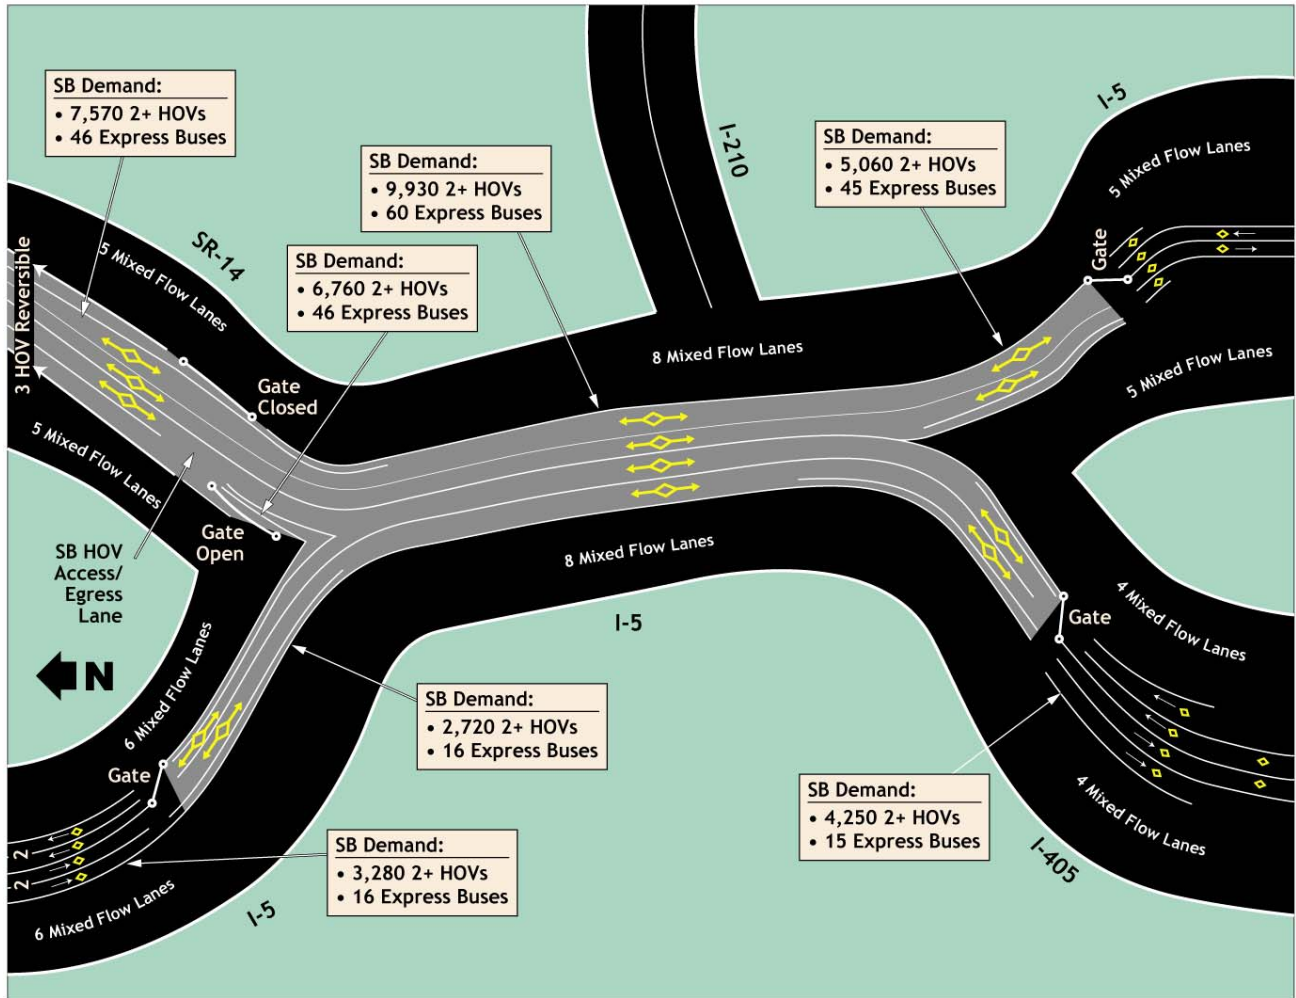 SB Demand:
• 7,570 2+ HOVs
• 46 Express Buses
SB Demand:
• 9,930 2+ HOVs
• 60 Express Buses
SB Demand:
• 5,060 2+ HOVs
• 45 Express Buses
SB Demand:
• 6,760 2+ HOVs
• 46 Express Buses
I-5
I-210
5 Mixed Flow Lanes
SR-14
5 Mixed Flow Lanes
Gate
3 HOV Reversible
8 Mixed Flow Lanes
5 Mixed Flow Lanes
Gate
Closed
5 Mixed Flow Lanes
Gate
Open
SB HOV
Access/
Egress
Lane
8 Mixed Flow Lanes
I-5
Gate
4 Mixed Flow Lanes
N
6 Mixed Flow Lanes
SB Demand:
• 2,720 2+ HOVs
• 16 Express Buses
Gate
SB Demand:
• 4,250 2+ HOVs
• 15 Express Buses
4 Mixed Flow Lanes
I-405
2
2
SB Demand:
• 3,280 2+ HOVs
• 16 Express Buses
6 Mixed Flow Lanes
I-5